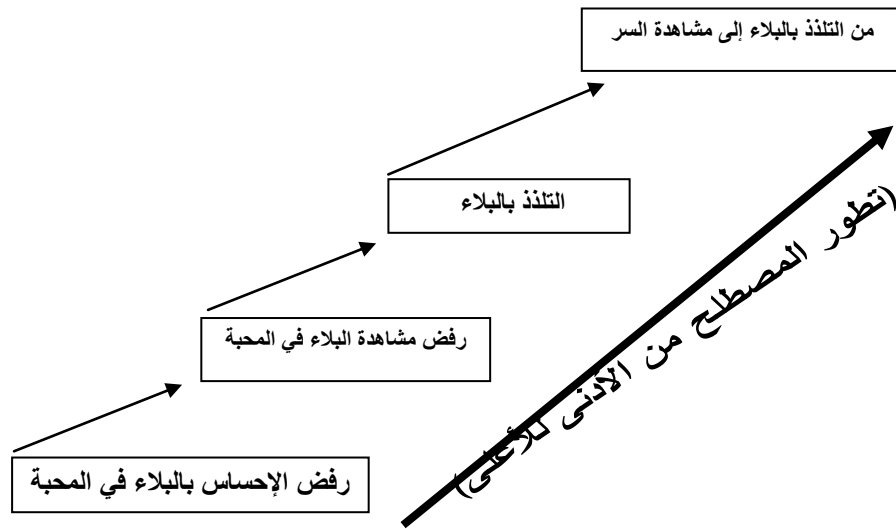 من التلذذ بالبلاء إلى مشاهدة السر
التلذذ بالبلاء
رفض مشاهدة البلاء في المحبة
رفض الإحساس بالبلاء في المحبة
(تطور المصطلح من الأدنى للأعلى)